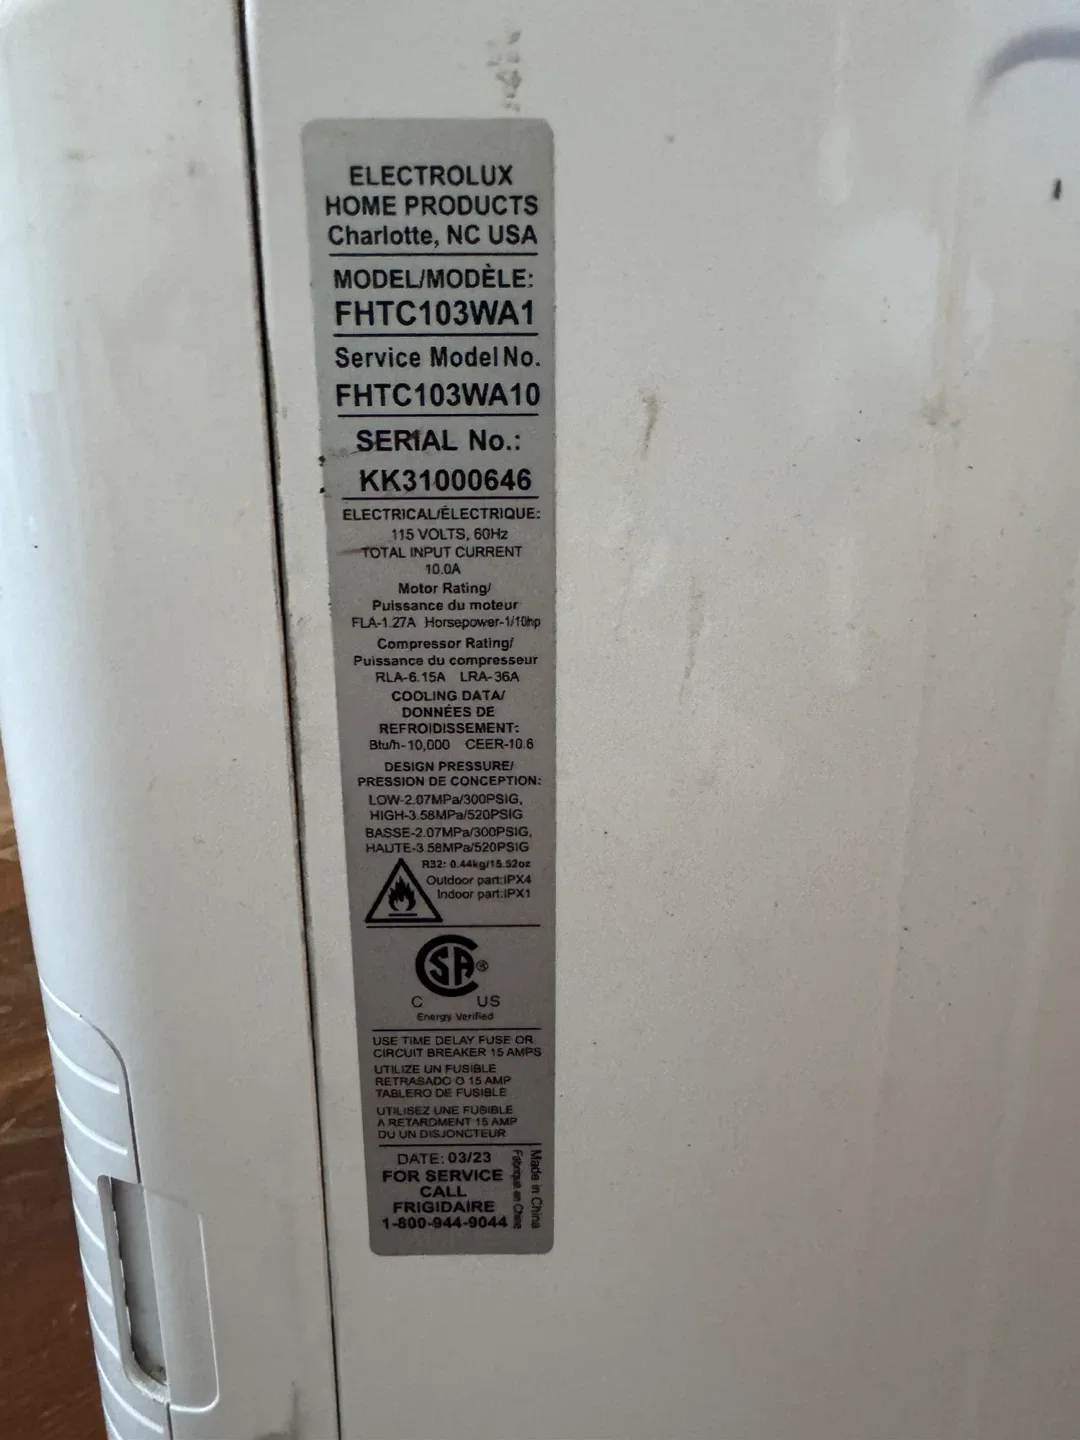 ELECTROLUX
HOME PRODUCTS
Charlotte, NC USA
MODEL/MODÈLE:
FHTC103WA1
Service Model No.
FHTC103WA10
SERIAL No.:
KK31000646
ELECTRICAL/ÉLECTRIQUE:
115 VOLTS, 60Hz
TOTAL INPUT CURRENT
10.0A
Motor Rating/
Puissance du moteur
FLA-1.27A Horsepower-1/10hp
Compressor Rating/
Puissance du compresseur
RLA-6.15A LRA-36A
COOLING DATA/
DONNÉES DE
REFROIDISSEMENT:
Btu/h-10,000 CEER-10.6
DESIGN PRESSURE/
PRESSION DE CONCEPTION:
LOW-2.07MPa/300PSIG,
HIGH-3.58MPa/520PSIG
BASSE-2.07MPa/300PSIG,
HAUTE-3.58MPa/520PSIG
R32: 0.44kg/15.52oz
Outdoor part:IPX4
Indoor part:IPX1
SA®
C US
Energy Verified
USE TIME DELAY FUSE OR
CIRCUIT BREAKER 15 AMPS
UTILIZE UN FUSIBLE
RETRASADO O 15 AMP
TABLERO DE FUSIBLE
UTILISEZ UNE FUSIBLE
A RETARDMENT 15 AMP
OU UN DISJONCTEUR
DATE: 03/23
FOR SERVICE
CALL
FRIGIDAIRE
1-800-944-9044
Made in China
Fabriqué en Chine